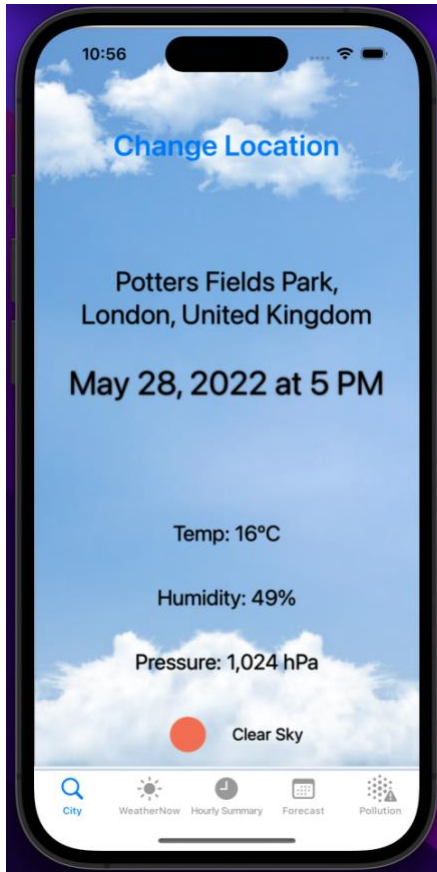 10:56
Change Location
Potters Fields Park,
London, United Kingdom
May 28, 2022 at 5 PM
Temp: 16°C
Humidity: 49%
Pressure: 1,024 hPa
Clear Sky
City WeatherNow Hourly Summary Forecast Pollution